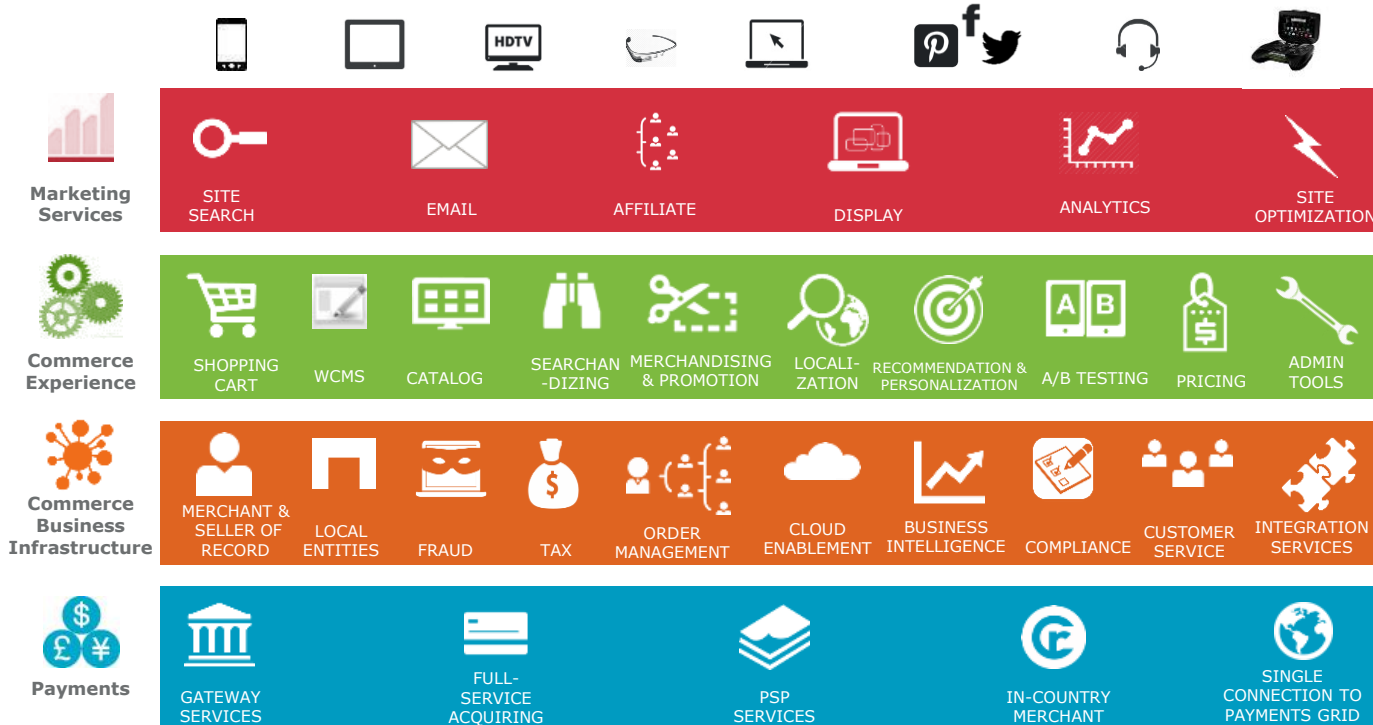 HDTV
Marketing
Services
SITE
SEARCH
EMAIL
AFFILIATE
DISPLAY
ANALYTICS
SITE
OPTIMIZATION
Commerce
Experience
SHOPPING
CART
WCMS
CATALOG
SEARCHAN
-DIZING
MERCHANDISING
& PROMOTION
LOCALI-
ZATION
RECOMMENDATION &
PERSONALIZATION
A B
A/B TESTING
$
PRICING
ADMIN
TOOLS
Commerce
Business
Infrastructure
MERCHANT &
SELLER OF
RECORD
LOCAL
ENTITIES
FRAUD
$
TAX
ORDER
MANAGEMENT
CLOUD
ENABLEMENT
BUSINESS
INTELLIGENCE
COMPLIANCE
CUSTOMER
SERVICE
INTEGRATION
SERVICES
$
£ ¥
Payments
GATEWAY
SERVICES
FULL-
SERVICE
ACQUIRING
PSP
SERVICES
IN-COUNTRY
MERCHANT
SINGLE
CONNECTION TO
PAYMENTS GRID